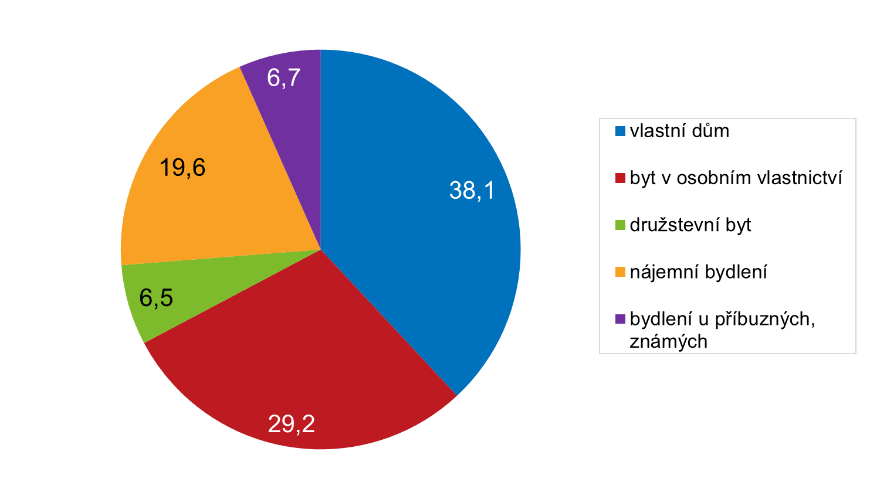 6,7
38,1
19,6
6,5
29,2
vlastní dům
byt v osobním vlastnictví
družstevní byt
nájemní bydlení
bydlení u příbuzných,
známých